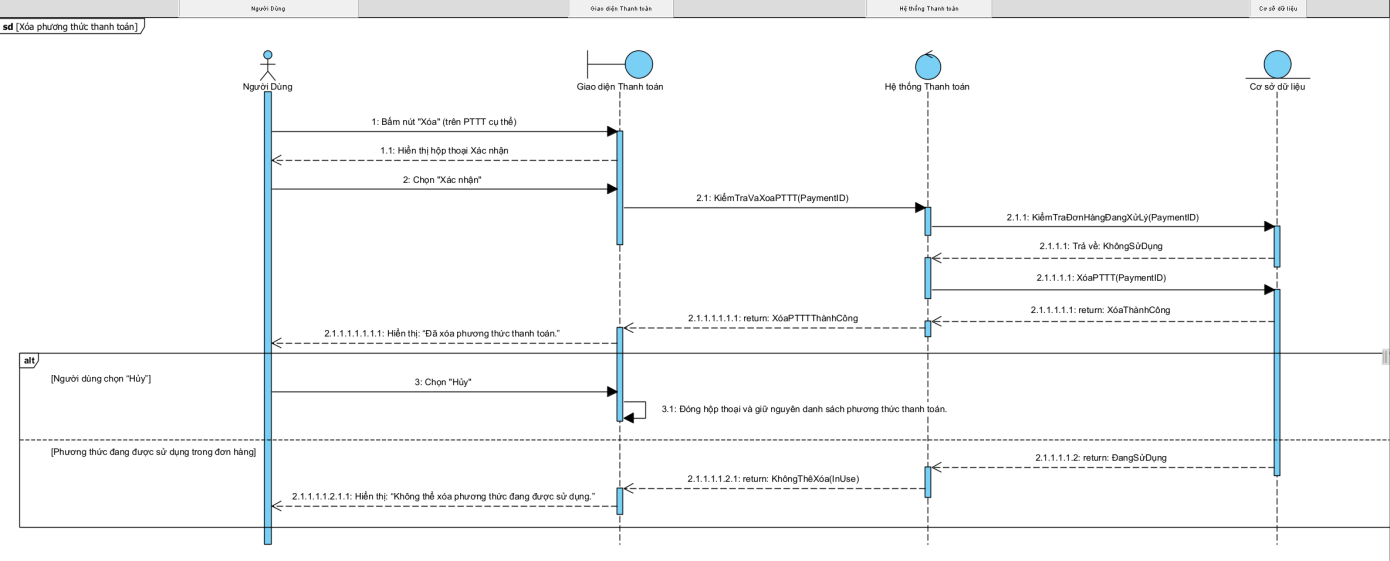 Người Dùng
Giao diện Thanh toán
Hệ thống Thanh toán
Cơ sở dữ liệu
sd [Xóa phương thức thanh toán]
Người Dùng
Giao diện Thanh toán
Hệ thống Thanh toán
Cơ sở dữ liệu
1: Bấm nút "Xóa" (trên PTTT cụ thể)
1.1: Hiển thị hộp thoại Xác nhận
2: Chọn "Xác nhận"
2.1: KiểmTraVàXoaPTTT(PaymentID)
2.1.1: KiểmTraĐơnHàngĐangXửLý(PaymentID)
2.1.1.1: Trả về: KhôngSửDụng
2.1.1.1.1: XóaPTTT(PaymentID)
2.1.1.1.1.1: return: XóaThànhCông
2.1.1.1.1.1.1: return: XóaPTTTThànhCông
2.1.1.1.1.1.1.1: Hiển thị: “Đã xóa phương thức thanh toán.”
alt
[Người dùng chọn “Hủy”]
3: Chọn "Hủy"
3.1: Đóng hộp thoại và giữ nguyên danh sách phương thức thanh toán.
[Phương thức đang được sử dụng trong đơn hàng]
2.1.1.1.1.2: return: ĐangSửDụng
2.1.1.1.1.2.1: return: KhôngThểXóa(InUse)
2.1.1.1.1.2.1.1: Hiển thị: “Không thể xóa phương thức đang được sử dụng.”